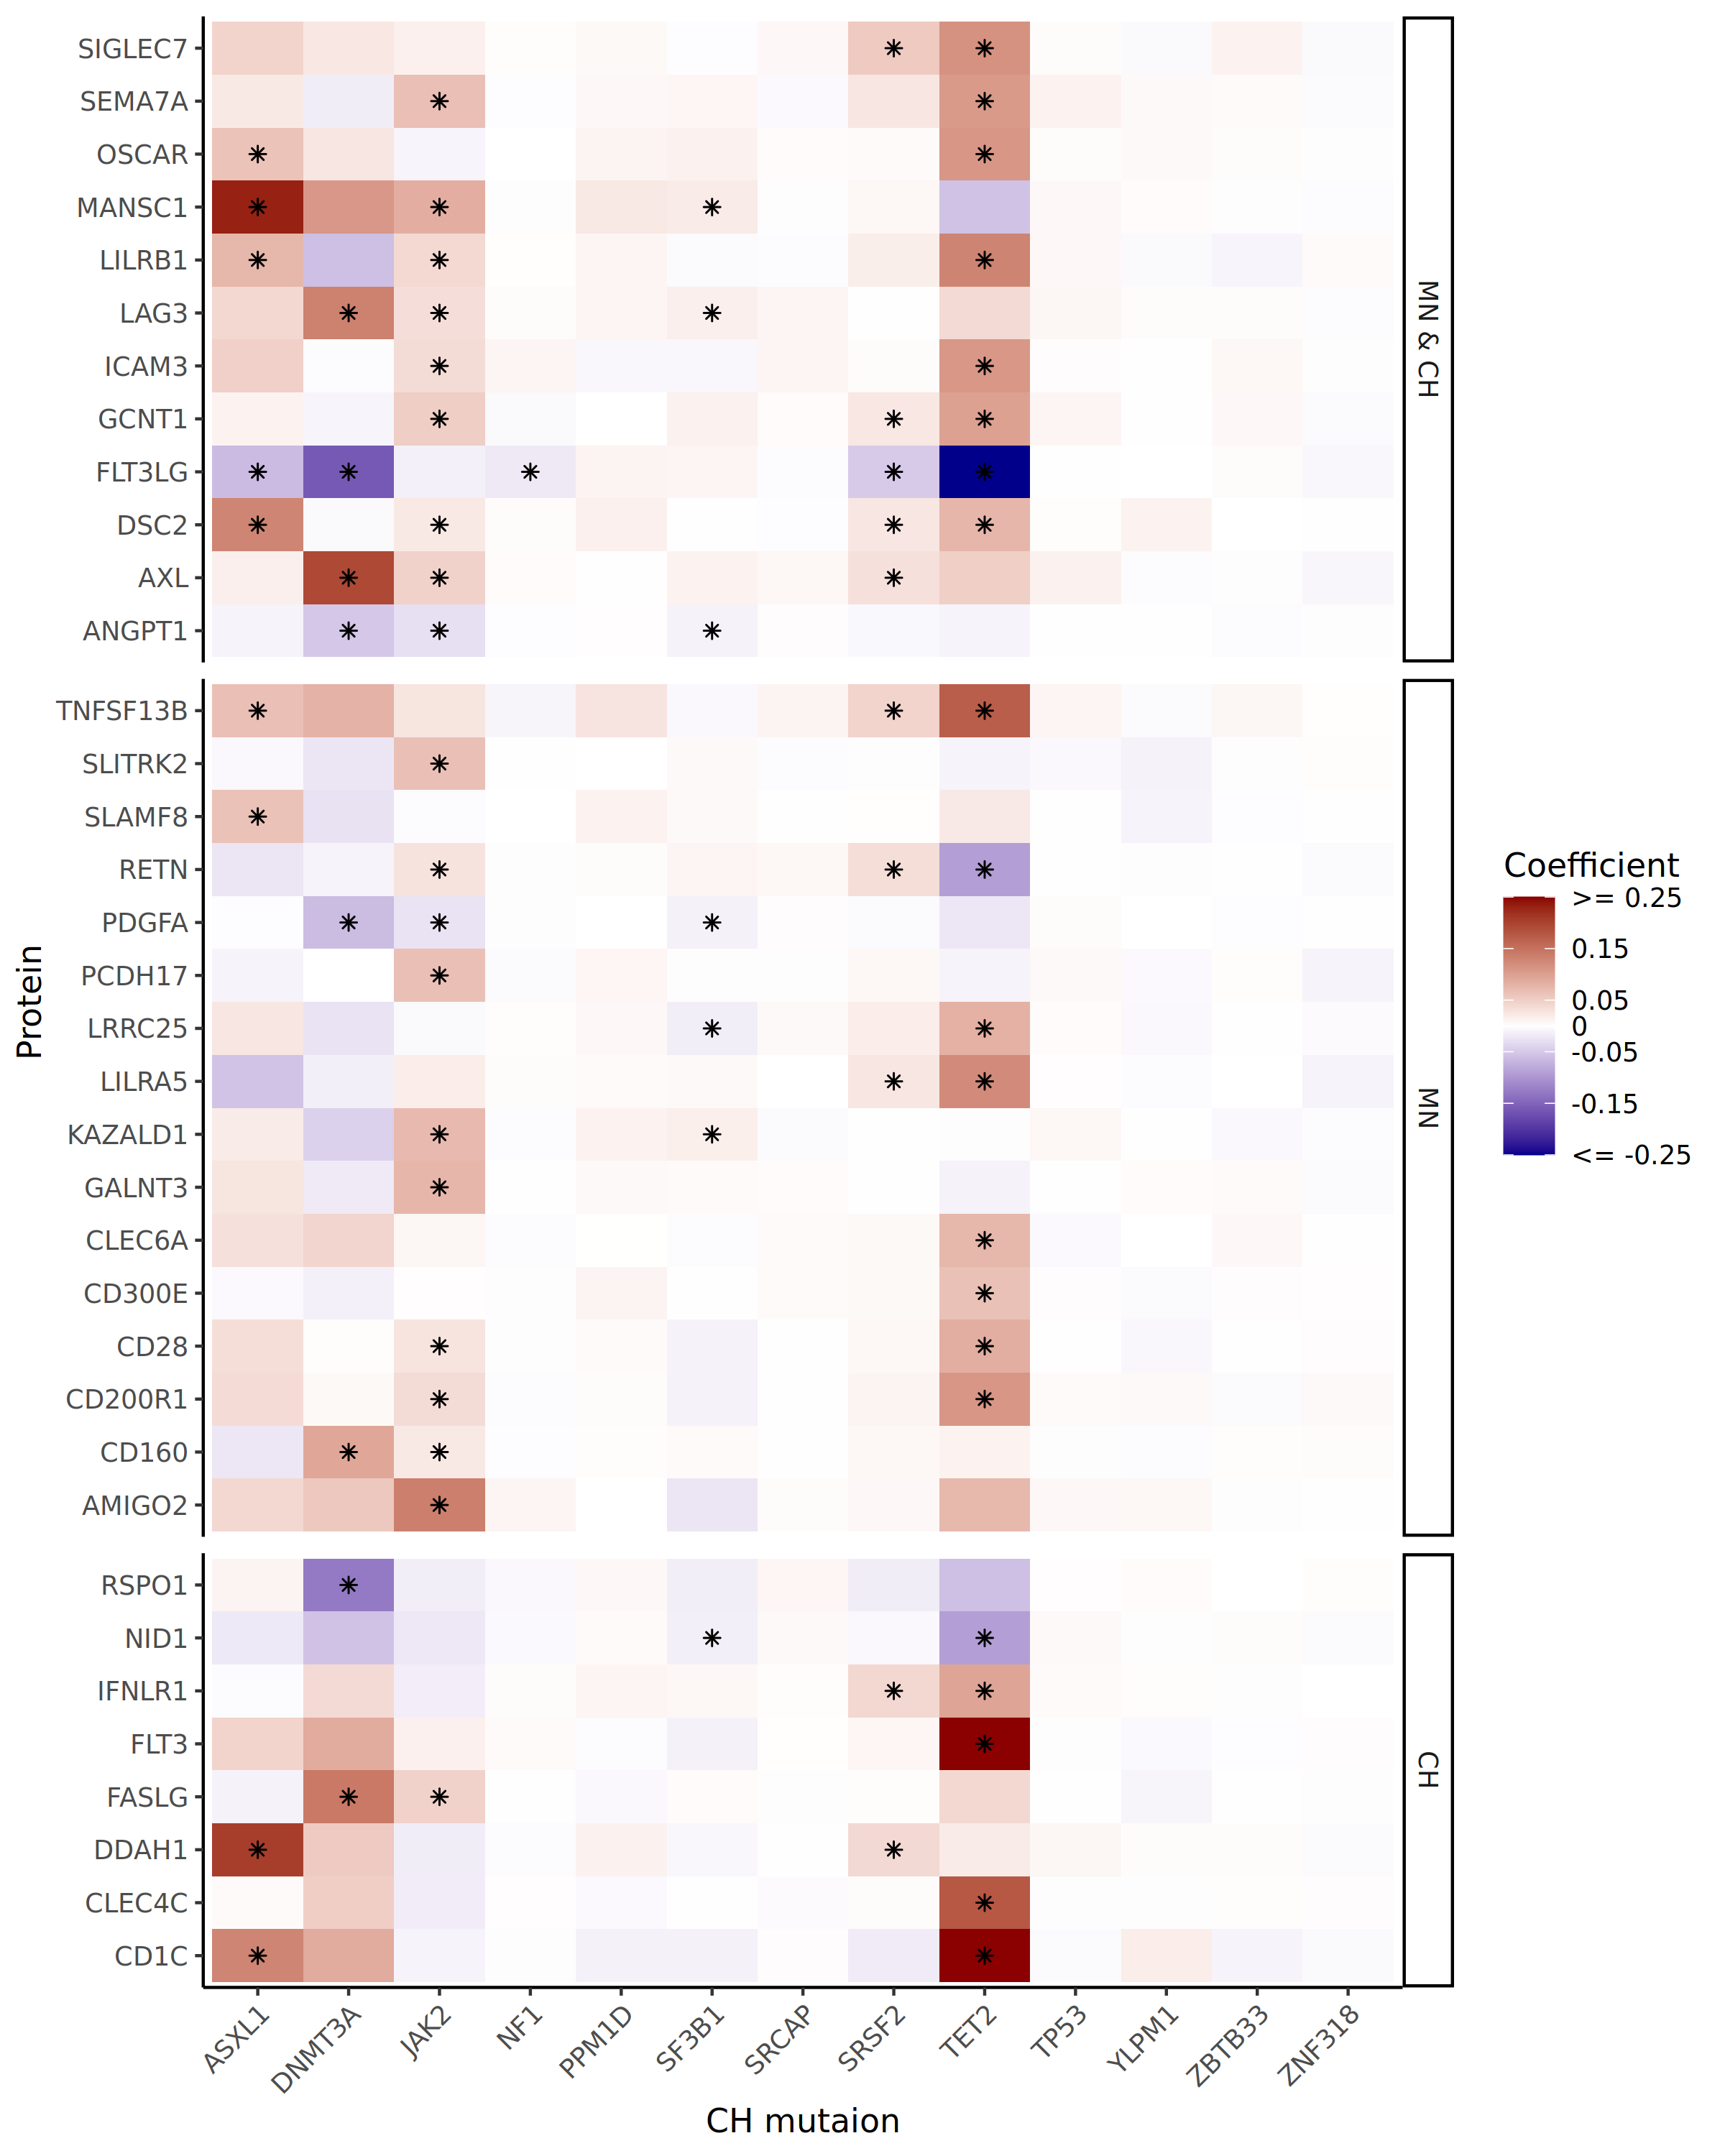 SIGLEC7
SEMA7A
OSCAR
MANSC1
LILRB1
LAG3
ICAM3
GCNT1
FLT3LG
DSC2
AXL
ANGPT1
MN & CH
TNFSF13B
SLITRK2
SLAMF8
RETN
PDGFA
PCDH17
LRRC25
LILRA5
KAZALD1
GALNT3
CLEC6A
CD300E
CD28
CD200R1
CD160
AMIGO2
MN
RSPO1
NID1
IFNLR1
FLT3
FASLG
DDAH1
CLEC4C
CD1C
CH
Protein
ASXL1
DNMT3A
JAK2
NF1
PPM1D
SF3B1
SRCAP
SRSF2
TET2
TP53
YLPM1
ZBTB33
ZNF318
CH mutaion
Coefficient
>= 0.25
0.15
0.05
0
-0.05
-0.15
<= -0.25